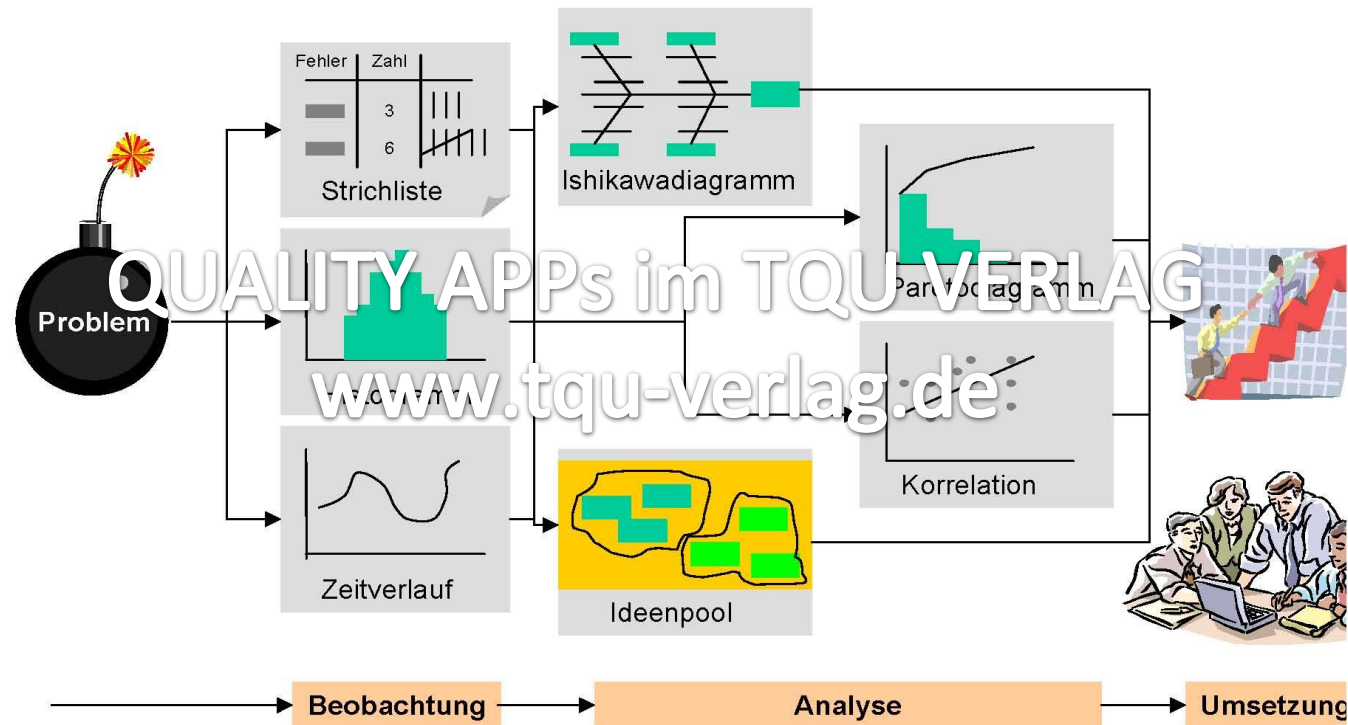 Fehler Zahl
3
6
Strichliste
Ishikawadiagramm
QUALITY APPs im TQU VERLAG
Paretodiagramm
Problem
www.tqu-verlag.de
Korrelation
Zeitverlauf
Ideenpool
Beobachtung
Analyse
Umsetzung